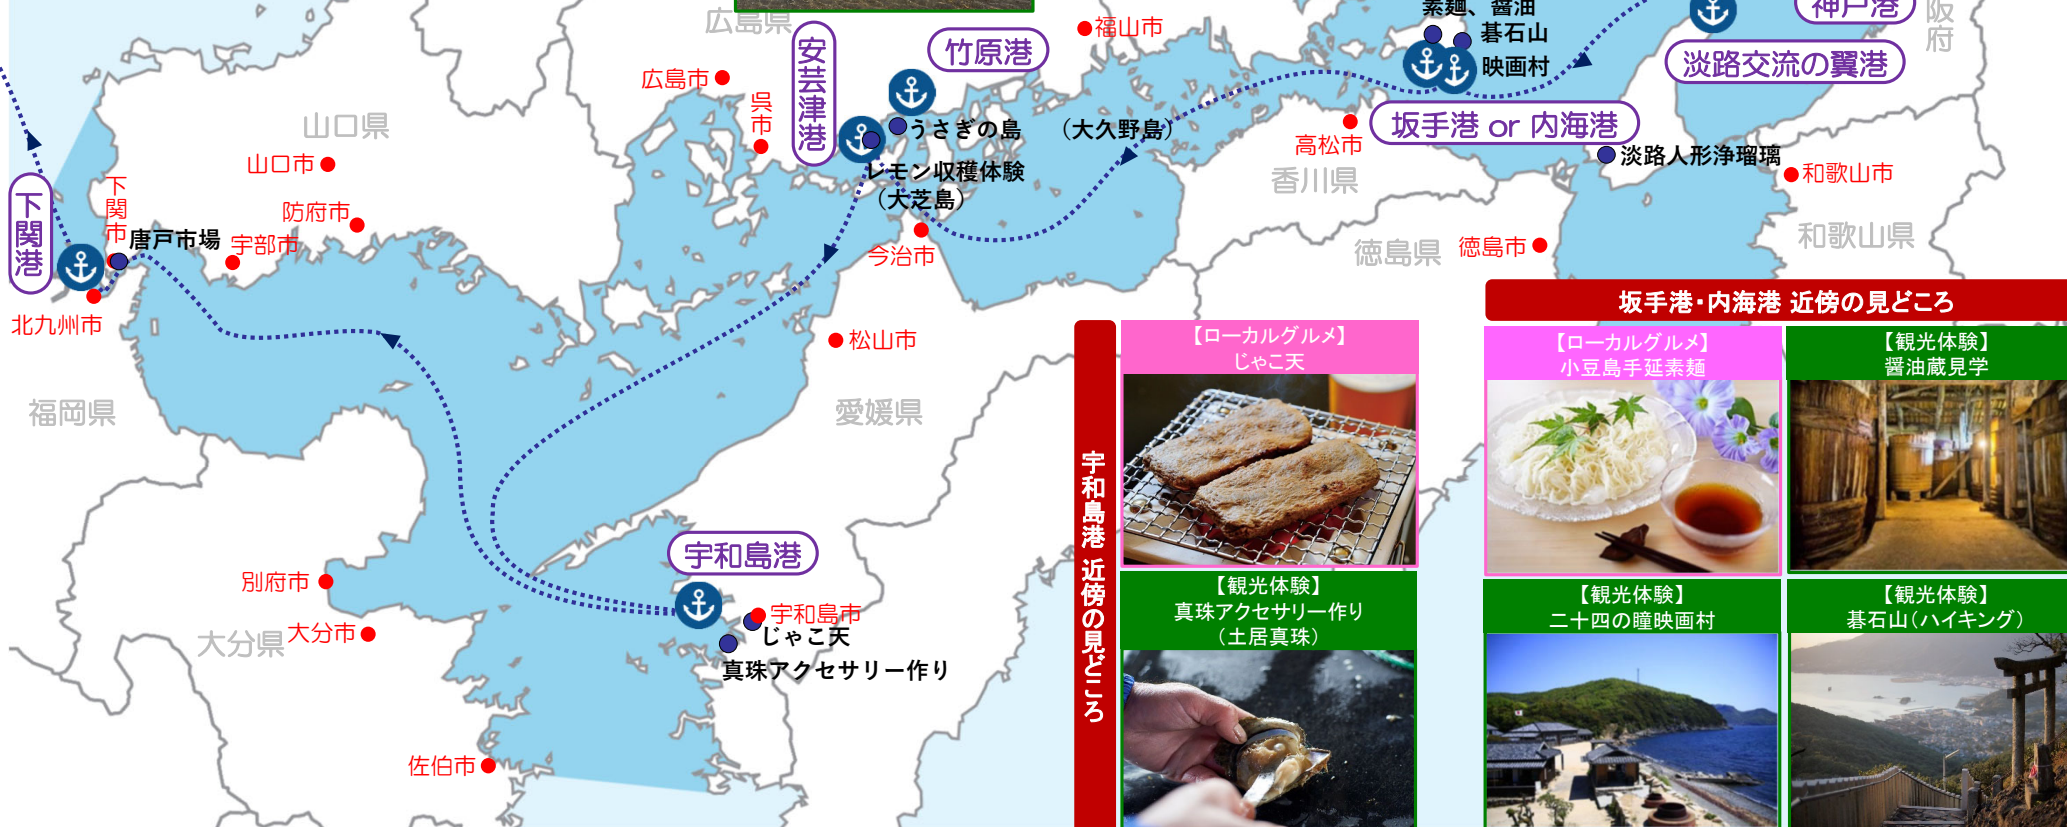 広島県
素麺、醤油
神戸港
阪府
福山市
碁石山
安芸津港
竹原港
淡路交流の翼港
映画村
広島市
呉市
山口県
うさぎの島 （大久野島）
坂手港 or 内海港
高松市
淡路人形浄瑠璃
山口市
レモン収穫体験
（大芝島）
和歌山市
香川県
下関市
下関港
防府市
唐戸市場
宇部市
今治市
徳島県
徳島市
和歌山県
北九州市
松山市
福岡県
愛媛県
宇和島港
別府市
大分県
大分市
宇和島市
じゃこ天
真珠アクセサリー作り
佐伯市
宇和島港 近傍の見どころ
【ローカルグルメ】
じゃこ天
【観光体験】
真珠アクセサリー作り
（土居真珠）
坂手港・内海港 近傍の見どころ
【ローカルグルメ】
小豆島手延素麺
【観光体験】
醤油蔵見学
【観光体験】
二十四の瞳映画村
【観光体験】
碁石山（ハイキング）